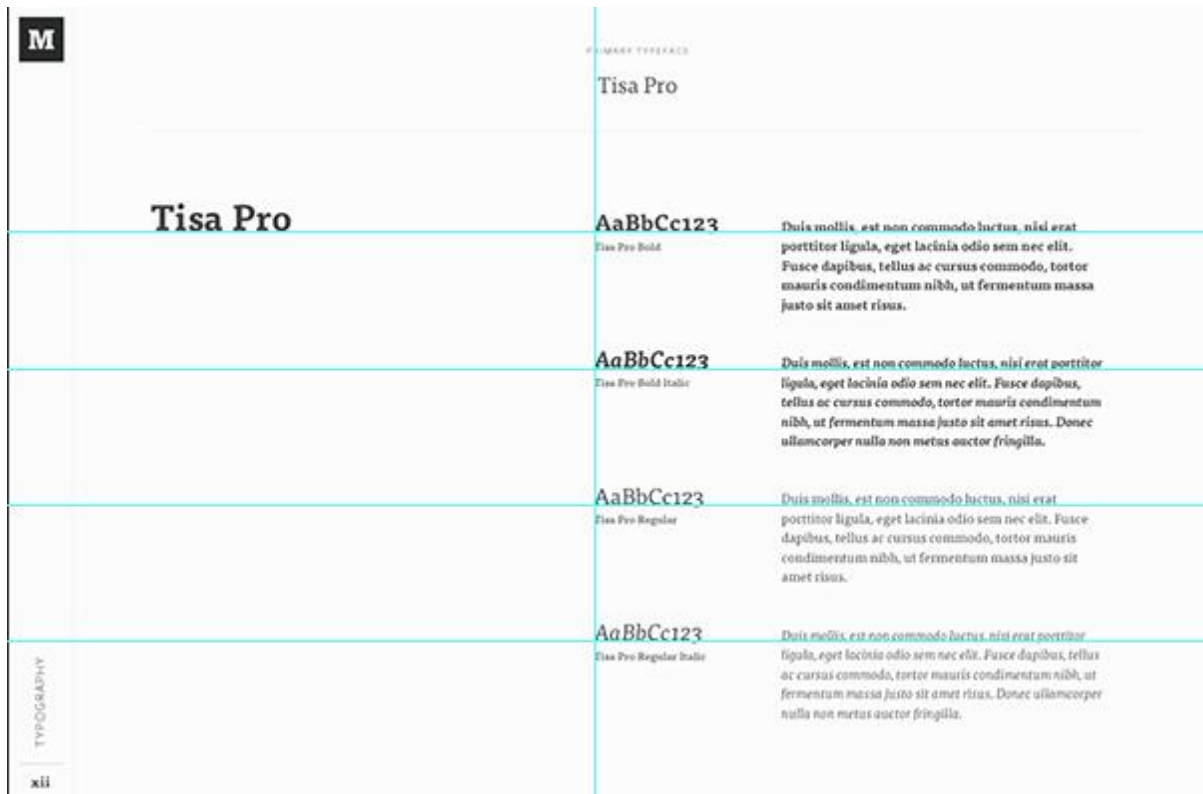 M
PRIMARY TYPEFACE
Tisa Pro
Tisa Pro
AaBbCc123
Tisa Pro Bold
Duis mollis, est non commodo luctus, nisi erat
porttitor ligula, eget lacinia odio sem nec elit.
Fusce dapibus, tellus ac cursus commodo, tortor
mauris condimentum nibh, ut fermentum massa
justo sit amet risus.
AaBbCc123
Tisa Pro Bold Italic
Duis mollis, est non commodo luctus, nisi erat porttitor
ligula, eget lacinia odio sem nec elit. Fusce dapibus,
tellus ac cursus commodo, tortor mauris condimentum
nibh, ut fermentum massa justo sit amet risus. Donec
ullamcorper nulla non metus auctor fringilla.
AaBbCc123
Tisa Pro Regular
Duis mollis, est non commodo luctus, nisi erat
porttitor ligula, eget lacinia odio sem nec elit. Fusce
dapibus, tellus ac cursus commodo, tortor mauris
condimentum nibh, ut fermentum massa justo sit
amet risus.
AaBbCc123
Tisa Pro Regular Italic
Duis mollis, est non commodo luctus, nisi erat porttitor
ligula, eget lacinia odio sem nec elit. Fusce dapibus, tellus
ac cursus commodo, tortor mauris condimentum nibh, ut
fermentum massa justo sit amet risus. Donec ullamcorper
nulla non metus auctor fringilla.
TYPOGRAPHY
xii